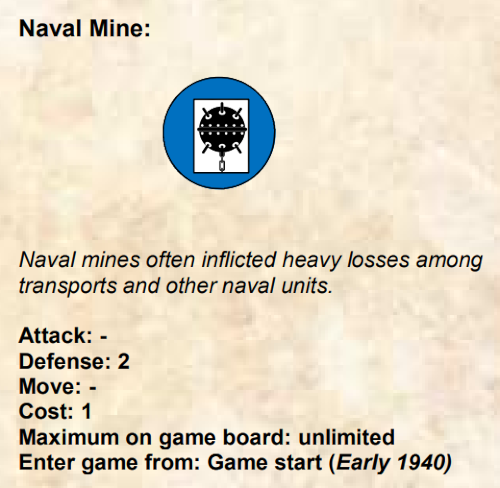 Naval Mine:
Naval mines often inflicted heavy losses among
transports and other naval units.
Attack: -
Defense: 2
Move: -
Cost: 1
Maximum on game board: unlimited
Enter game from: Game start (Early 1940)